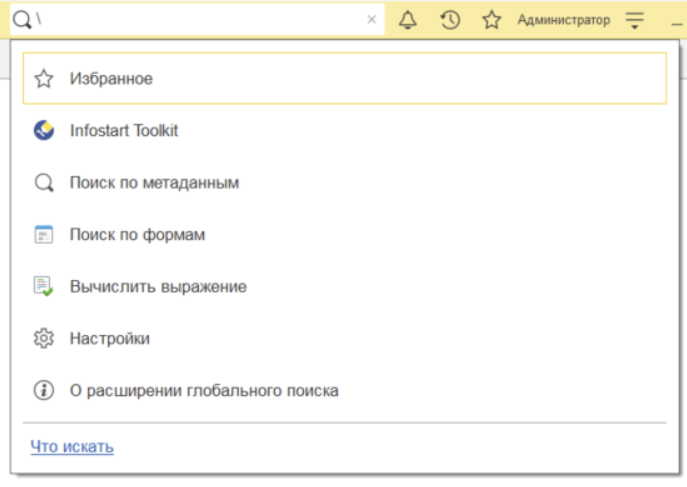 \
Администратор
Избранное
Infostart Toolkit
Поиск по метаданным
Поиск по формам
Вычислить выражение
Настройки
О расширении глобального поиска
Что искать